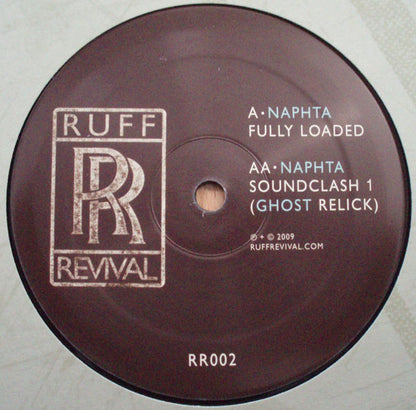 RUFF
RR
REVIVAL
A·NAPHTA
FULLY LOADED
AA·NAPHTA
SOUNDCLASH 1
(GHOST RELICK)
℗ + © 2009
RUFFREVIVAL.COM
RR002